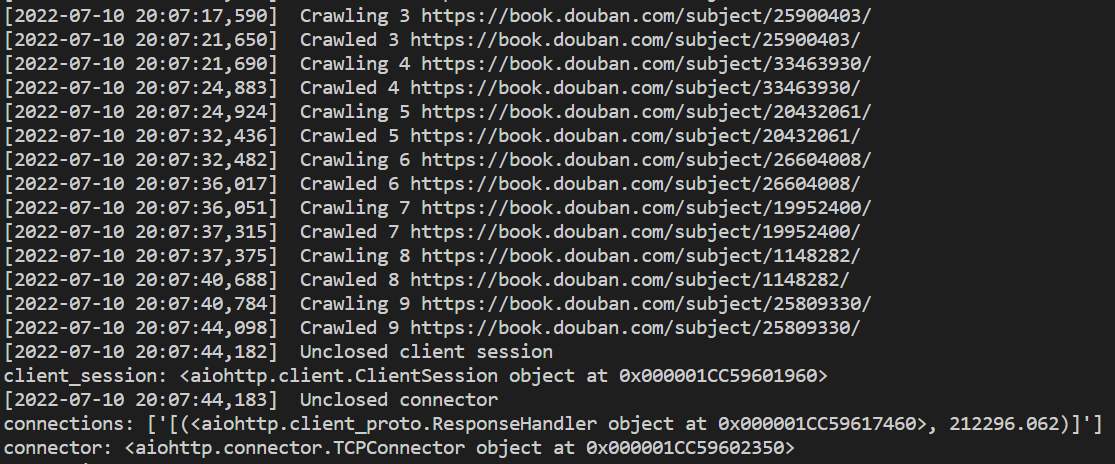 [2022-07-10 20:07:17,590]  Crawling 3 https://book.douban.com/subject/25900403/
[2022-07-10 20:07:21,650]  Crawled 3 https://book.douban.com/subject/25900403/
[2022-07-10 20:07:21,690]  Crawling 4 https://book.douban.com/subject/33463930/
[2022-07-10 20:07:24,883]  Crawled 4 https://book.douban.com/subject/33463930/
[2022-07-10 20:07:24,924]  Crawling 5 https://book.douban.com/subject/20432061/
[2022-07-10 20:07:32,436]  Crawled 5 https://book.douban.com/subject/20432061/
[2022-07-10 20:07:32,482]  Crawling 6 https://book.douban.com/subject/26604008/
[2022-07-10 20:07:36,017]  Crawled 6 https://book.douban.com/subject/26604008/
[2022-07-10 20:07:36,051]  Crawling 7 https://book.douban.com/subject/19952400/
[2022-07-10 20:07:37,315]  Crawled 7 https://book.douban.com/subject/19952400/
[2022-07-10 20:07:37,375]  Crawling 8 https://book.douban.com/subject/1148282/
[2022-07-10 20:07:40,688]  Crawled 8 https://book.douban.com/subject/1148282/
[2022-07-10 20:07:40,784]  Crawling 9 https://book.douban.com/subject/25809330/
[2022-07-10 20:07:44,098]  Crawled 9 https://book.douban.com/subject/25809330/
[2022-07-10 20:07:44,182]  Unclosed client session
client_session: <aiohttp.client.ClientSession object at 0x000001CC59601960>
[2022-07-10 20:07:44,183]  Unclosed connector
connections: ['[(<aiohttp.client_proto.ResponseHandler object at 0x000001CC59617460>, 212296.062)]']
connector: <aiohttp.connector.TCPConnector object at 0x000001CC59602350>